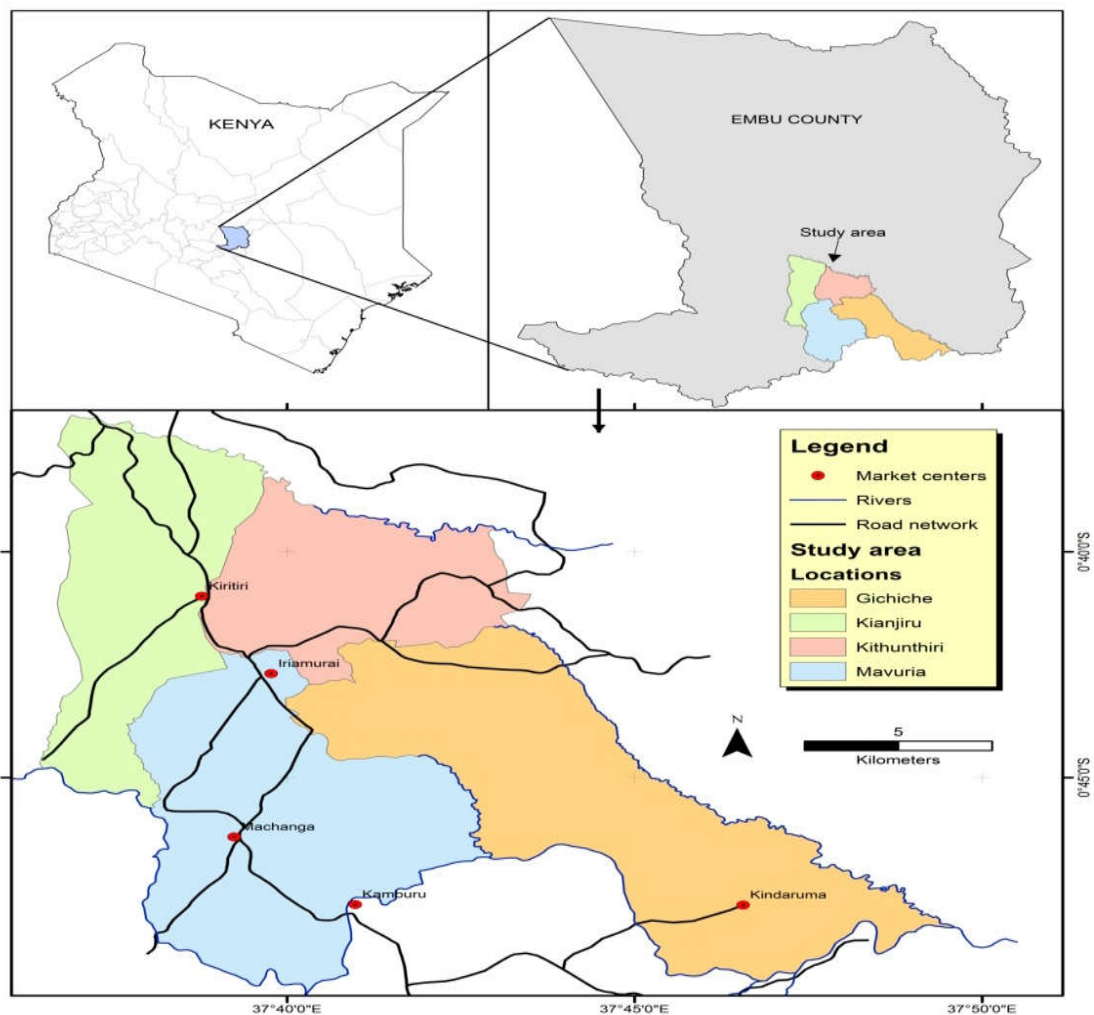 KENYA
EMBU COUNTY
Study area
Legend
Market centers
Rivers
Road network
Study area
Locations
Gichiche
Kianjiru
Kithunthiri
Mavuria
Kiritiri
Iriamurai
Machanga
Kamburu
Kindaruma
N
5
Kilometers
0°40'0"S
0°45'0"S
37°40'0"E
37°45'0"E
37°50'0"E